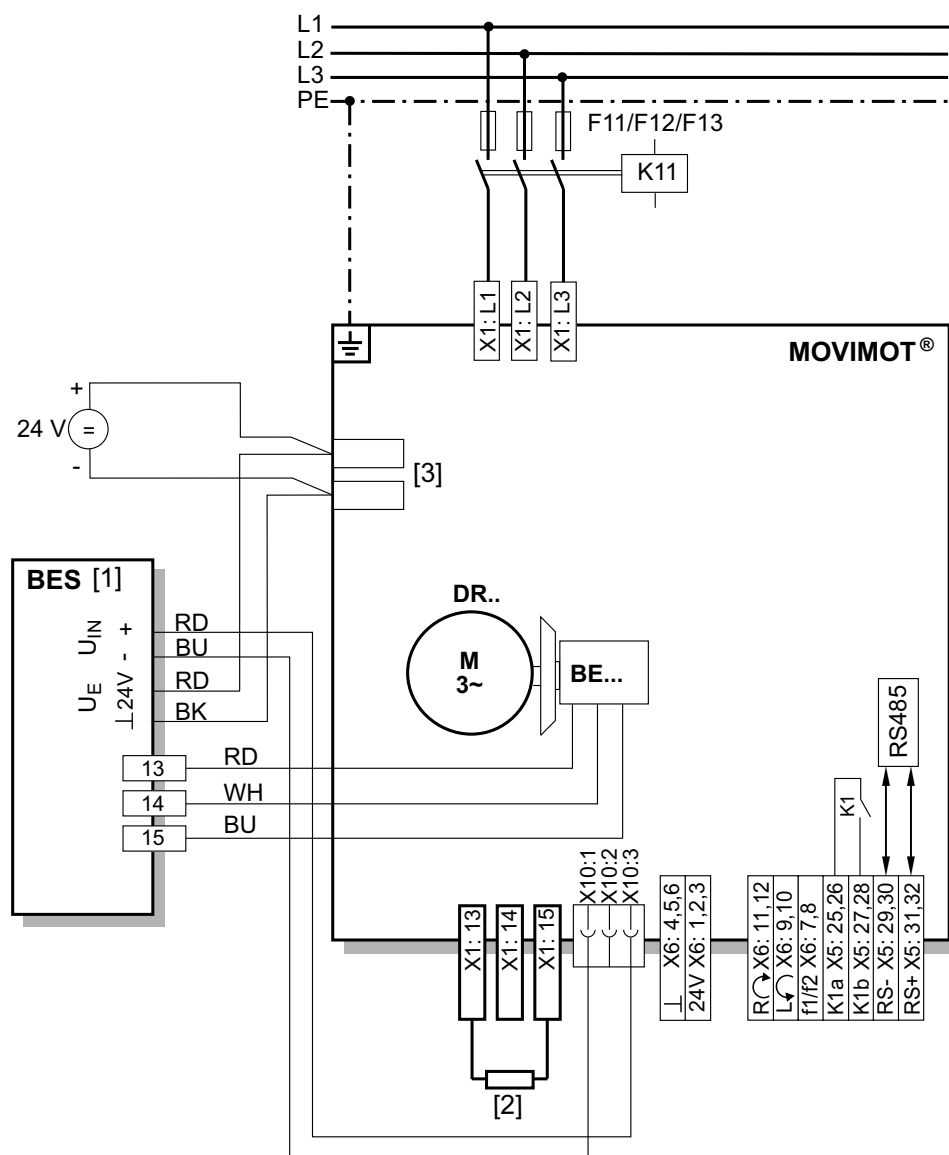 L1
L2
L3
PE
F11/F12/F13
K11
X1: L1
X1: L2
X1: L3
MOVIMOT®
+
24 V
=
-
[3]
BES [1]
DR..
M
3~
BE...
UIN
+
-
UE
⊥24V
RD
BU
RD
BK
13
RD
14
WH
15
BU
RS485
K1
X10:1
X10:2
X10:3
X1: 13
X1: 14
X1: 15
⊥ X6: 4,5,6
24V X6: 1,2,3
R X6: 11,12
L X6: 9,10
f1/f2 X6: 7,8
K1a X5: 25,26
K1b X5: 27,28
RS- X5: 29,30
RS+ X5: 31,32
[2]